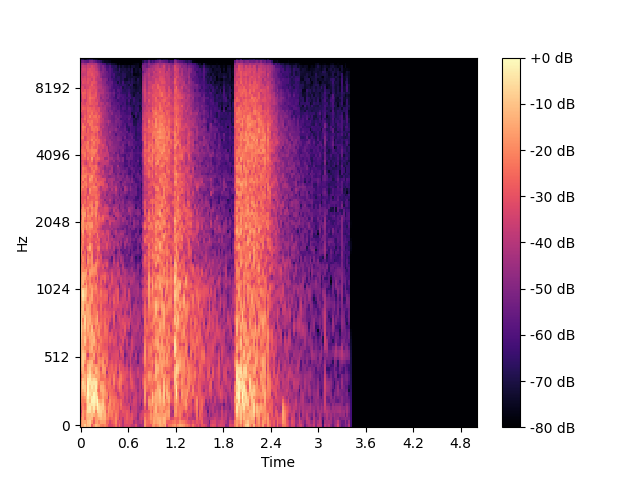 +0 dB
8192
-10 dB
4096
-20 dB
-30 dB
2048
Hz
-40 dB
1024
-50 dB
-60 dB
512
-70 dB
0
-80 dB
0 0.6 1.2 1.8 2.4 3 3.6 4.2 4.8
Time